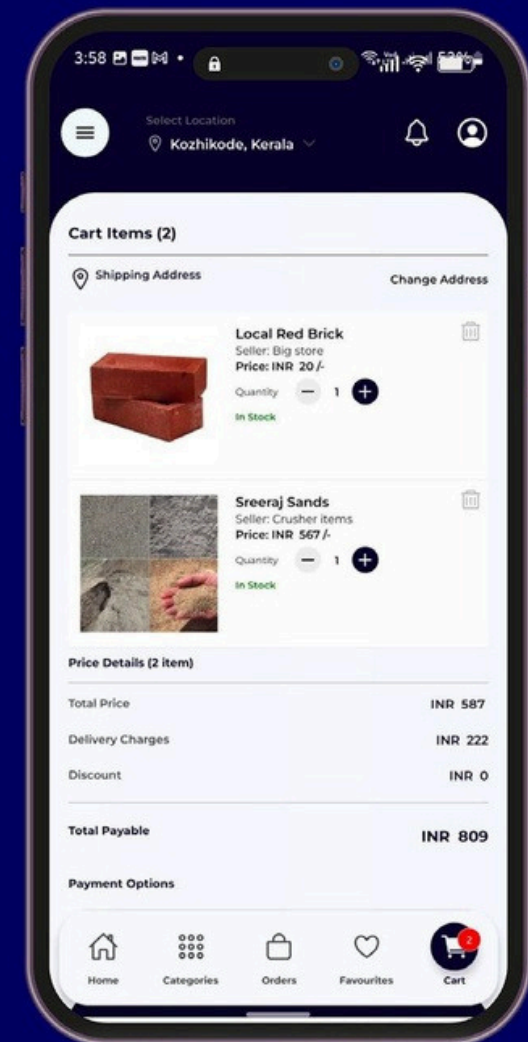 3:58
Select Location
Kozhikode, Kerala
Cart Items (2)
Shipping Address
Change Address
Local Red Brick
Seller: Big store
Price: INR 20 /-
Quantity 1
In Stock
Sreeraj Sands
Seller: Crusher items
Price: INR 567 /-
Quantity 1
In Stock
Price Details (2 item)
Total Price INR 587
Delivery Charges INR 222
Discount INR 0
Total Payable INR 809
Payment Options
2
Home Categories Orders Favourites Cart